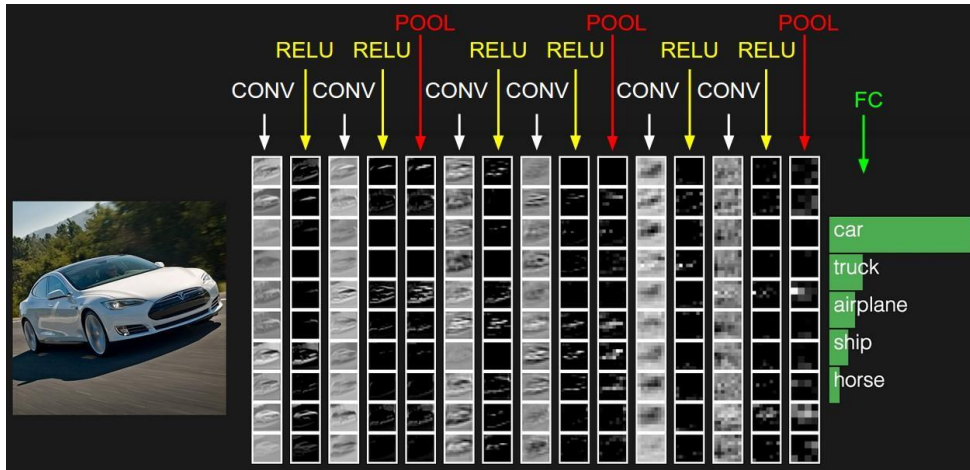 POOL POOL POOL
RELU RELU RELU RELU RELU RELU
CONV CONV CONV CONV CONV CONV
FC
car
truck
airplane
ship
horse